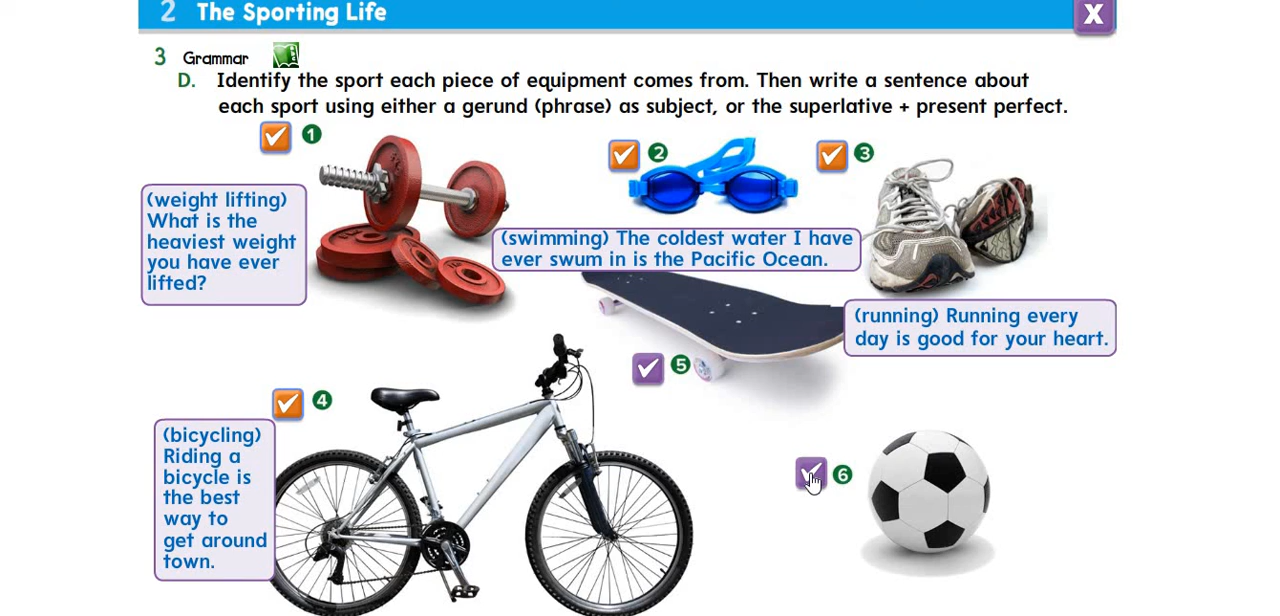 2 The Sporting Life
X
3 Grammar
D. Identify the sport each piece of equipment comes from. Then write a sentence about
each sport using either a gerund (phrase) as subject, or the superlative + present perfect.
1
(weight lifting)
What is the
heaviest weight
you have ever
lifted?
2
(swimming) The coldest water I have
ever swum in is the Pacific Ocean.
3
(running) Running every
day is good for your heart.
4
(bicycling)
Riding a
bicycle is
the best
way to
get around
town.
5
6